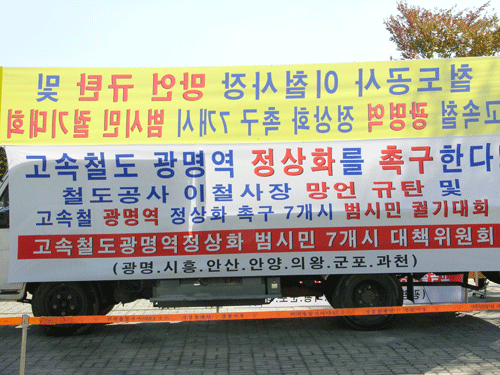 철도공사 이철사장 망언 규탄 및
고속철 광명역 정상화 촉구 7개시 범시민 궐기대회
고속철도 광명역 정상화를 촉구한다
철도공사 이철사장 망언 규탄 및
고속철 광명역 정상화 촉구 7개시 범시민 궐기대회
고속철도광명역정상화 범시민 7개시 대책위원회
(광명.시흥.안산.안양.의왕.군포.과천)